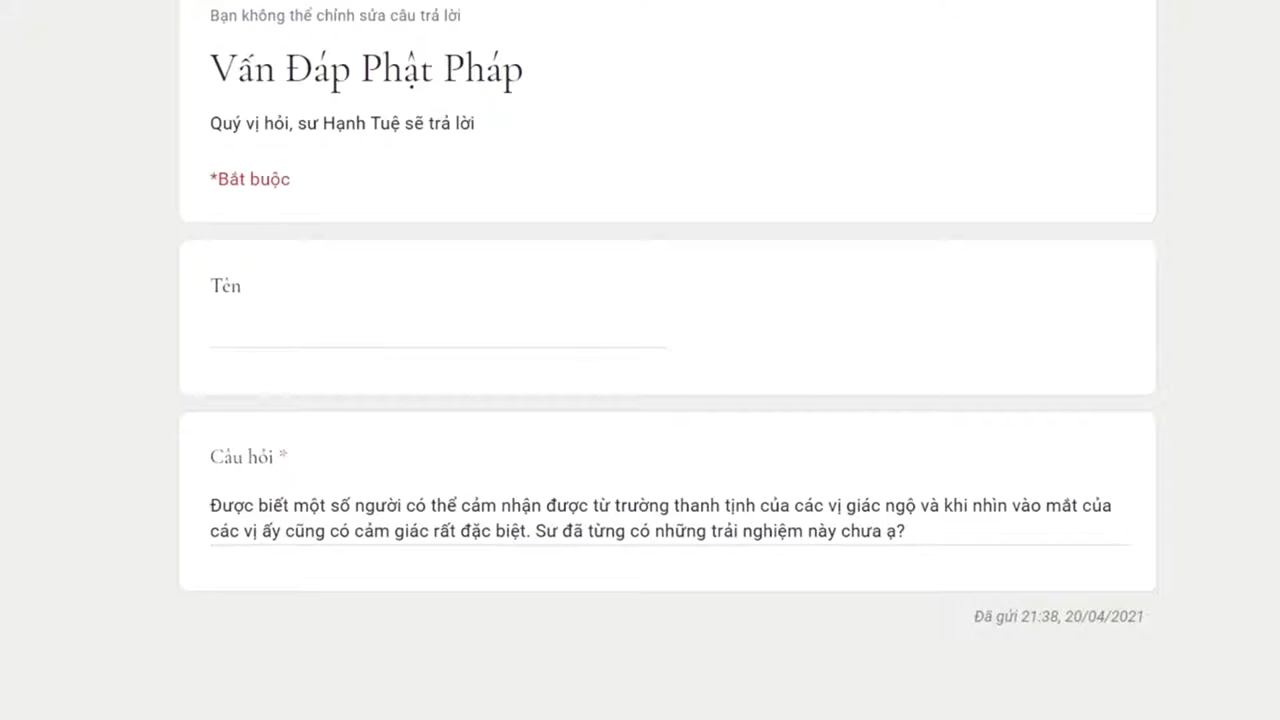 Bạn không thể chỉnh sửa câu trả lời
Vấn Đáp Phật Pháp
Quý vị hỏi, sư Hạnh Tuệ sẽ trả lời
*Bắt buộc
Tên
Câu hỏi *
Được biết một số người có thể cảm nhận được từ trường thanh tịnh của các vị giác ngộ và khi nhìn vào mắt của
các vị ấy cũng có cảm giác rất đặc biệt. Sư đã từng có những trải nghiệm này chưa ạ?
Đã gửi 21:38, 20/04/2021